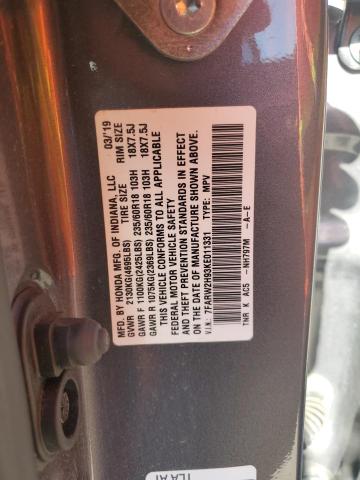 MFG. BY HONDA MFG. OF INDIANA, LLC 03/'19
TIRE SIZE RIM SIZE
GVWR 2130KG(4695LBS)
GAWR F 1100KG(2425LBS) 235/60R18 103H 18X7.5J
GAWR R 1075KG(2369LBS) 235/60R18 103H 18X7.5J
THIS VEHICLE CONFORMS TO ALL APPLICABLE
FEDERAL MOTOR VEHICLE SAFETY
AND THEFT PREVENTION STANDARDS IN EFFECT
ON THE DATE OF MANUFACTURE SHOWN ABOVE.
V.I.N: 7FARW2H93KE011331 TYPE: MPV
TNR K AC5 -NH797M -A-E